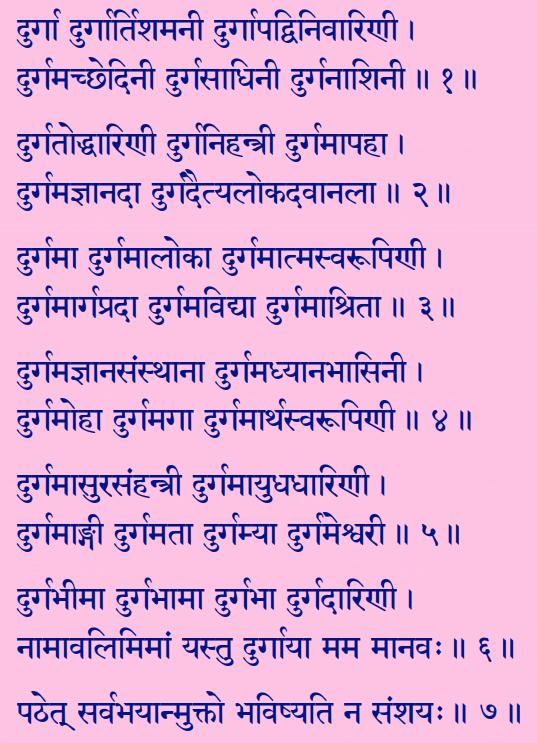 दुर्गा दुर्गार्तिशमनी दुर्गापद्विनिवारिणी ।
दुर्गमच्छेदिनी दुर्गसाधिनी दुर्गनाशिनी ॥ १ ॥
दुर्गतोद्धारिणी दुर्गनिहन्त्री दुर्गमापहा ।
दुर्गमज्ञानदा दुर्गदैत्यलोकदवानला ॥ २ ॥
दुर्गमा दुर्गमालोका दुर्गमात्मस्वरूपिणी ।
दुर्गमार्गप्रदा दुर्गमविद्या दुर्गमाश्रिता ॥ ३ ॥
दुर्गमज्ञानसंस्थाना दुर्गमध्यानभासिनी ।
दुर्गमोहा दुर्गमगा दुर्गमार्थस्वरूपिणी ॥ ४ ॥
दुर्गमासुरसंहन्त्री दुर्गमायुधधारिणी ।
दुर्गमाङ्गी दुर्गमता दुर्गम्या दुर्गमेश्वरी ॥ ५ ॥
दुर्गभीमा दुर्गभामा दुर्गभा दुर्गदारिणी ।
नामावलिमिमां यस्तु दुर्गाया मम मानवः ॥ ६ ॥
पठेत् सर्वभयान्मुक्तो भविष्यति न संशयः ॥ ७ ॥